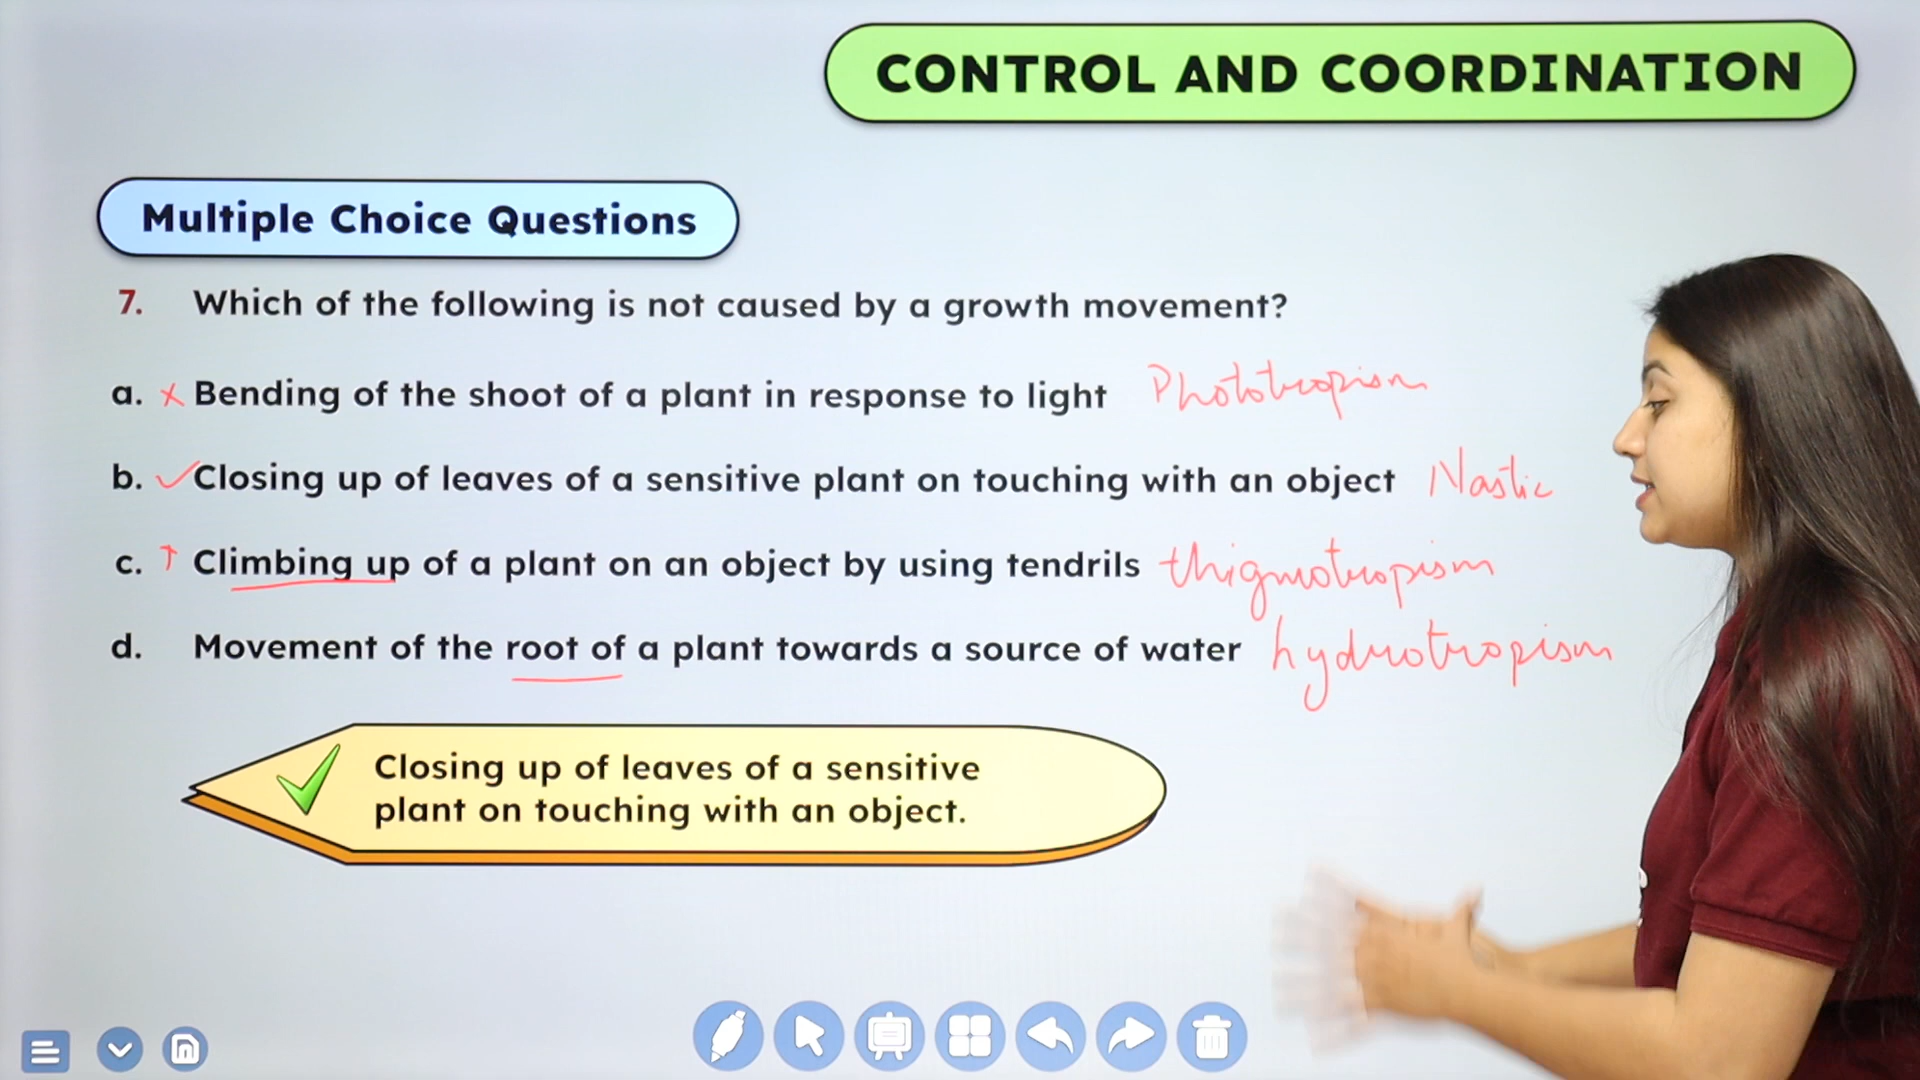 CONTROL AND COORDINATION
Multiple Choice Questions
7. Which of the following is not caused by a growth movement?
a. x Bending of the shoot of a plant in response to light Phototropism
b. ✓ Closing up of leaves of a sensitive plant on touching with an object Nastic
c. Climbing up of a plant on an object by using tendrils thigmotropism
d. Movement of the root of a plant towards a source of water hydrotropism
Closing up of leaves of a sensitive
plant on touching with an object.